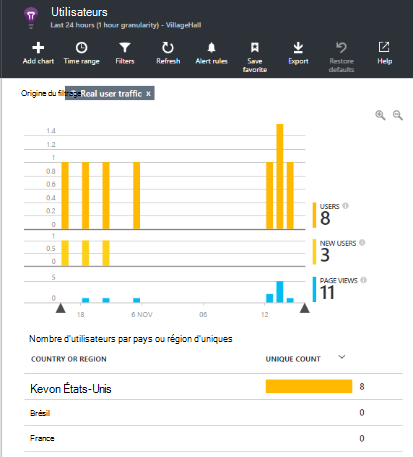 Utilisateurs
Last 24 hours (1 hour granularity) - VillageHall
Add chart
Time range
Filters
Refresh
Alert rules
Save favorite
Export
Restore defaults
Help
Origine du filtrage
Real user traffic ×
1.4
1.2
1
0.8
0.6
0.4
0.2
0
USERS
8
1
0.5
0
NEW USERS
3
5
0
PAGE VIEWS
11
18
6 NOV
06
12
Nombre d'utilisateurs par pays ou région d'uniques
COUNTRY OR REGION
UNIQUE COUNT
Kevon États-Unis
8
Brésil
0
France
0